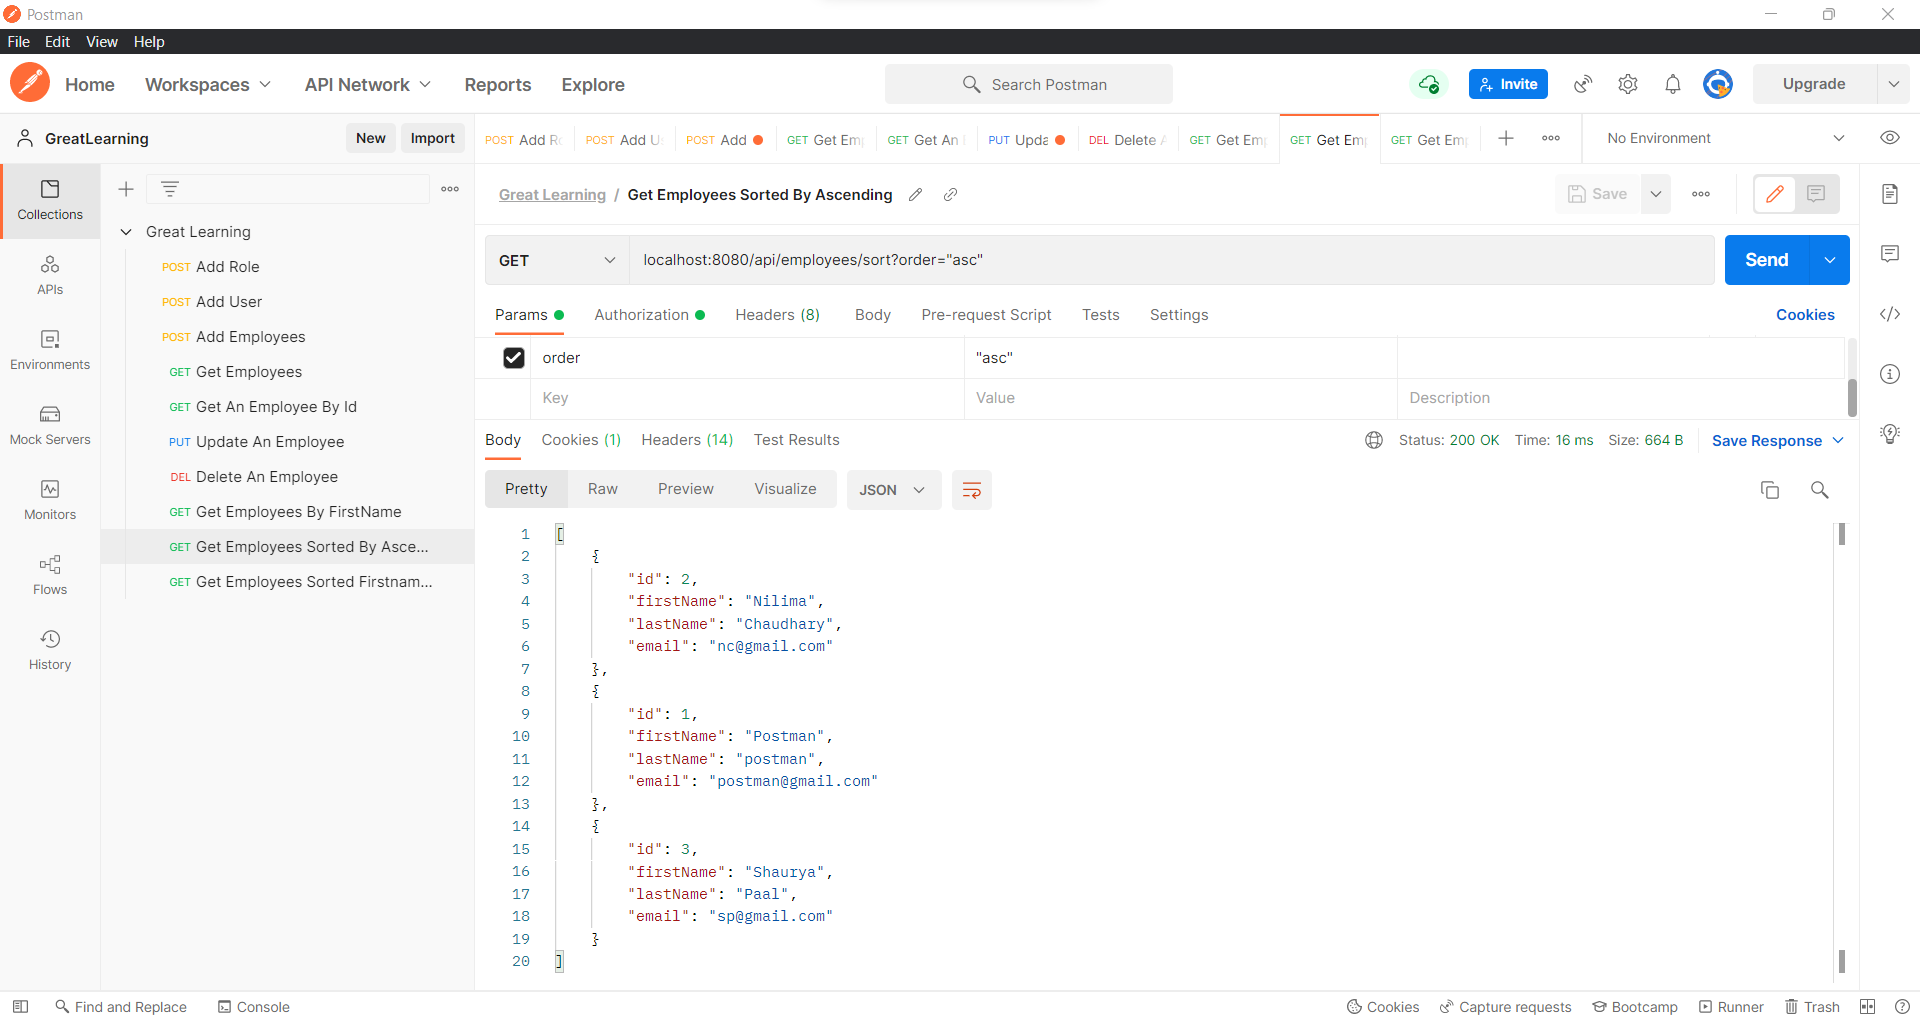 Postman
File Edit View Help
Home Workspaces API Network Reports Explore Search Postman Invite Upgrade
GreatLearning New Import
POST Add Ro POST Add U POST Add GET Get Em GET Get An PUT Upda DEL Delete GET Get Em GET Get Em GET Get Em No Environment
Collections
APIs
Environments
Mock Servers
Monitors
Flows
History
Great Learning
POST Add Role
POST Add User
POST Add Employees
GET Get Employees
GET Get An Employee By Id
PUT Update An Employee
DEL Delete An Employee
GET Get Employees By FirstName
GET Get Employees Sorted By Asce...
GET Get Employees Sorted Firstnam...
Great Learning / Get Employees Sorted By Ascending Save
GET localhost:8080/api/employees/sort?order="asc" Send
Params Authorization Headers (8) Body Pre-request Script Tests Settings Cookies
order "asc"
Key Value Description
Body Cookies (1) Headers (14) Test Results Status: 200 OK Time: 16 ms Size: 664 B Save Response
Pretty Raw Preview Visualize JSON
1 [
2 {
3 "id": 2,
4 "firstName": "Nilima",
5 "lastName": "Chaudhary",
6 "email": "nc@gmail.com"
7 },
8 {
9 "id": 1,
10 "firstName": "Postman",
11 "lastName": "postman",
12 "email": "postman@gmail.com"
13 },
14 {
15 "id": 3,
16 "firstName": "Shaurya",
17 "lastName": "Paal",
18 "email": "sp@gmail.com"
19 }
20 ]
Find and Replace Console Cookies Capture requests Bootcamp Runner Trash